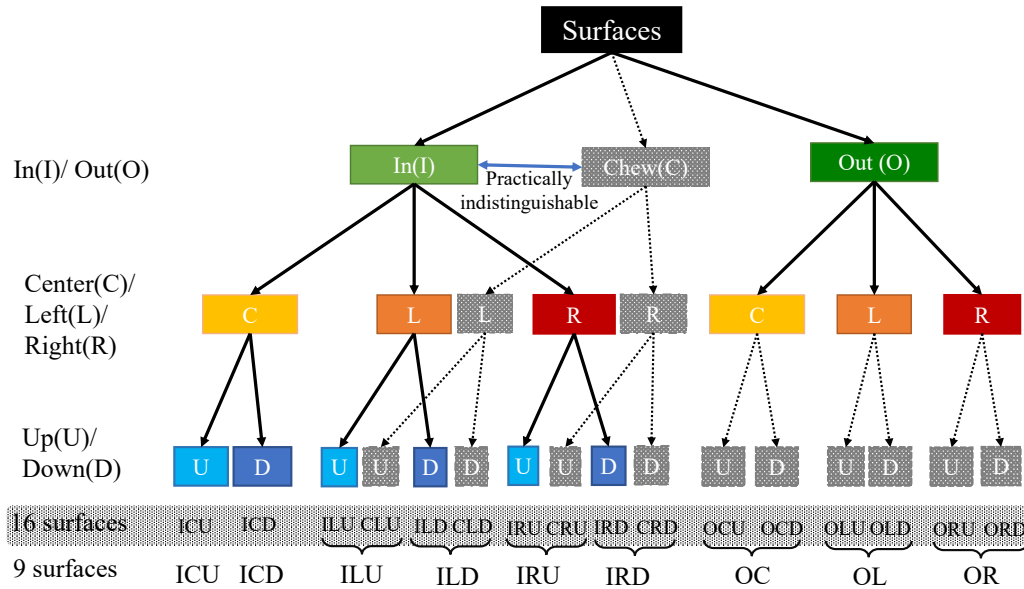 Surfaces
In(I)/ Out(O)
In(I)
Practically
indistinguishable
Chew(C)
Out (O)
Center(C)/
Left(L)/
Right(R)
C
L
L
R
R
C
L
R
Up(U)/
Down(D)
U
D
U
U
D
D
U
U
D
D
U
D
U
D
U
D
16 surfaces
ICU
ICD
ILU CLU
ILD CLD
IRU CRU
IRD CRD
OCU OCD
OLU OLD
ORU ORD
9 surfaces
ICU
ICD
ILU
ILD
IRU
IRD
OC
OL
OR